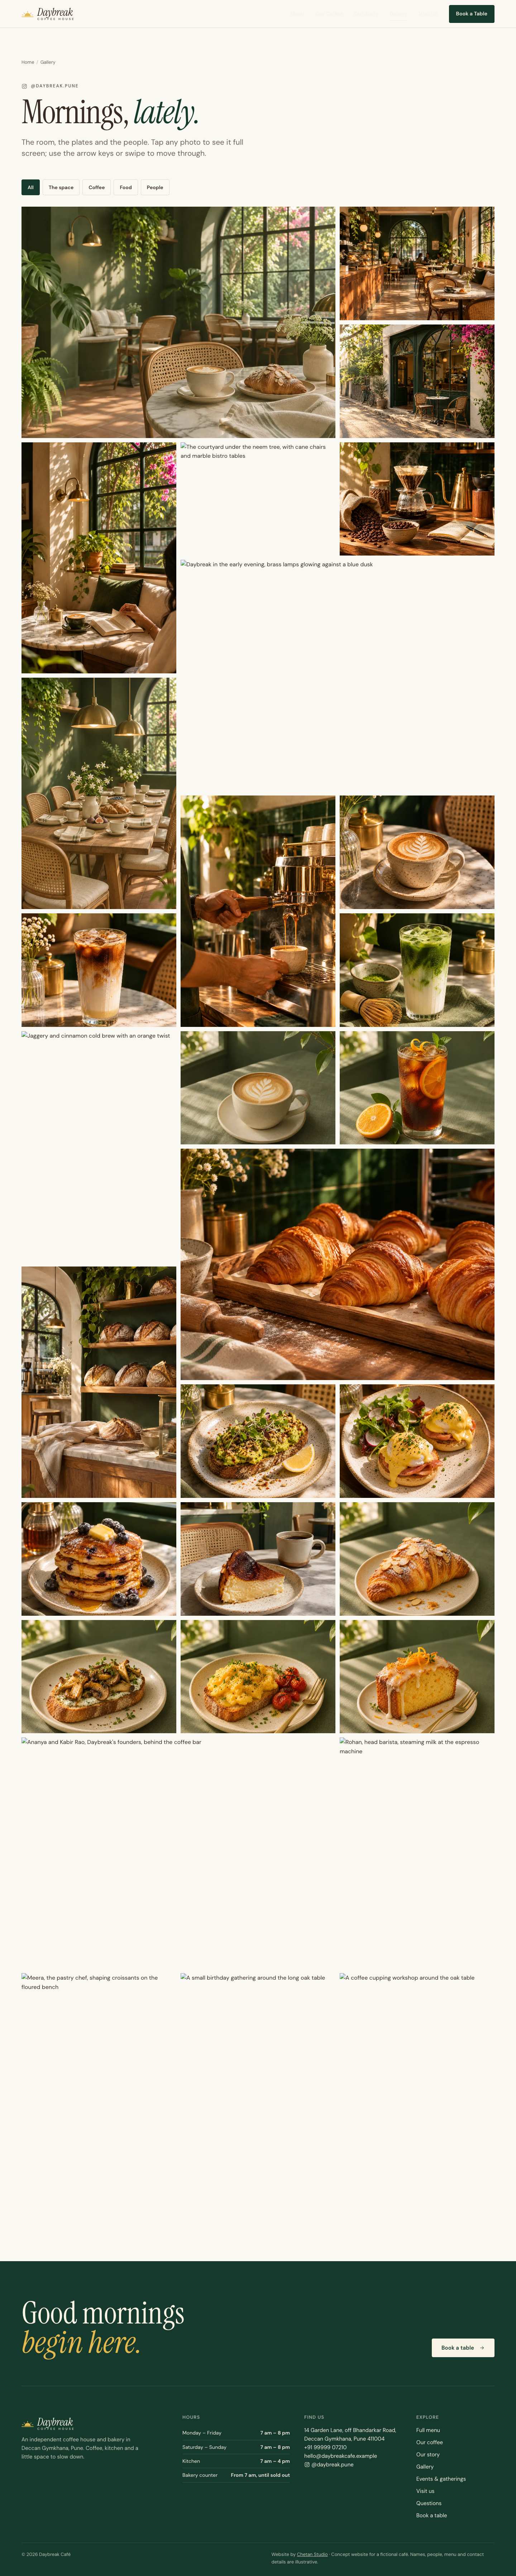 Daybreak
COFFEE HOUSE
Book a Table
Home / Gallery
@DAYBREAK.PUNE
Mornings, lately.
The room, the plates and the people. Tap any photo to see it full
screen; use the arrow keys or swipe to move through.
All
The space
Coffee
Food
People
The courtyard under the neem tree, with cane chairs
and marble bistro tables
Daybreak in the early evening, brass lamps glowing against a blue dusk
Jaggery and cinnamon cold brew with an orange twist
Ananya and Kabir Rao, Daybreak's founders, behind the coffee bar
Rohan, head barista, steaming milk at the espresso
machine
Meera, the pastry chef, shaping croissants on the
floured bench
A small birthday gathering around the long oak table
A coffee cupping workshop around the oak table
Good mornings
begin here.
Book a table →
Daybreak
COFFEE HOUSE
An independent coffee house and bakery in
Deccan Gymkhana, Pune. Coffee, kitchen and a
little space to slow down.
HOURS
Monday – Friday 7 am – 8 pm
Saturday – Sunday 7 am – 8 pm
Kitchen 7 am – 4 pm
Bakery counter From 7 am, until sold out
FIND US
14 Garden Lane, off Bhandarkar Road,
Deccan Gymkhana, Pune 411004
+91 99999 07210
hello@daybreakcafe.example
@daybreak.pune
EXPLORE
Full menu
Our coffee
Our story
Gallery
Events & gatherings
Visit us
Questions
Book a table
© 2026 Daybreak Café
Website by Chetan Studio · Concept website for a fictional café. Names, people, menu and contact
details are illustrative.